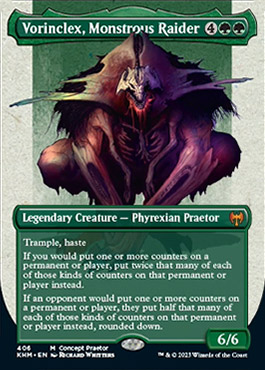 Vorinclex, Monstrous Raider 4
Legendary Creature — Phyrexian Praetor
Trample, haste
If you would put one or more counters on a
permanent or player, put twice that many of each
of those kinds of counters on that permanent or
player instead.
If an opponent would put one or more counters on
a permanent or player, they put half that many of
each of those kinds of counters on that permanent
or player instead, rounded down.
6/6
406 M Concept Praetor
KHM • EN Richard Whitters ™ & © 2023 Wizards of the Coast